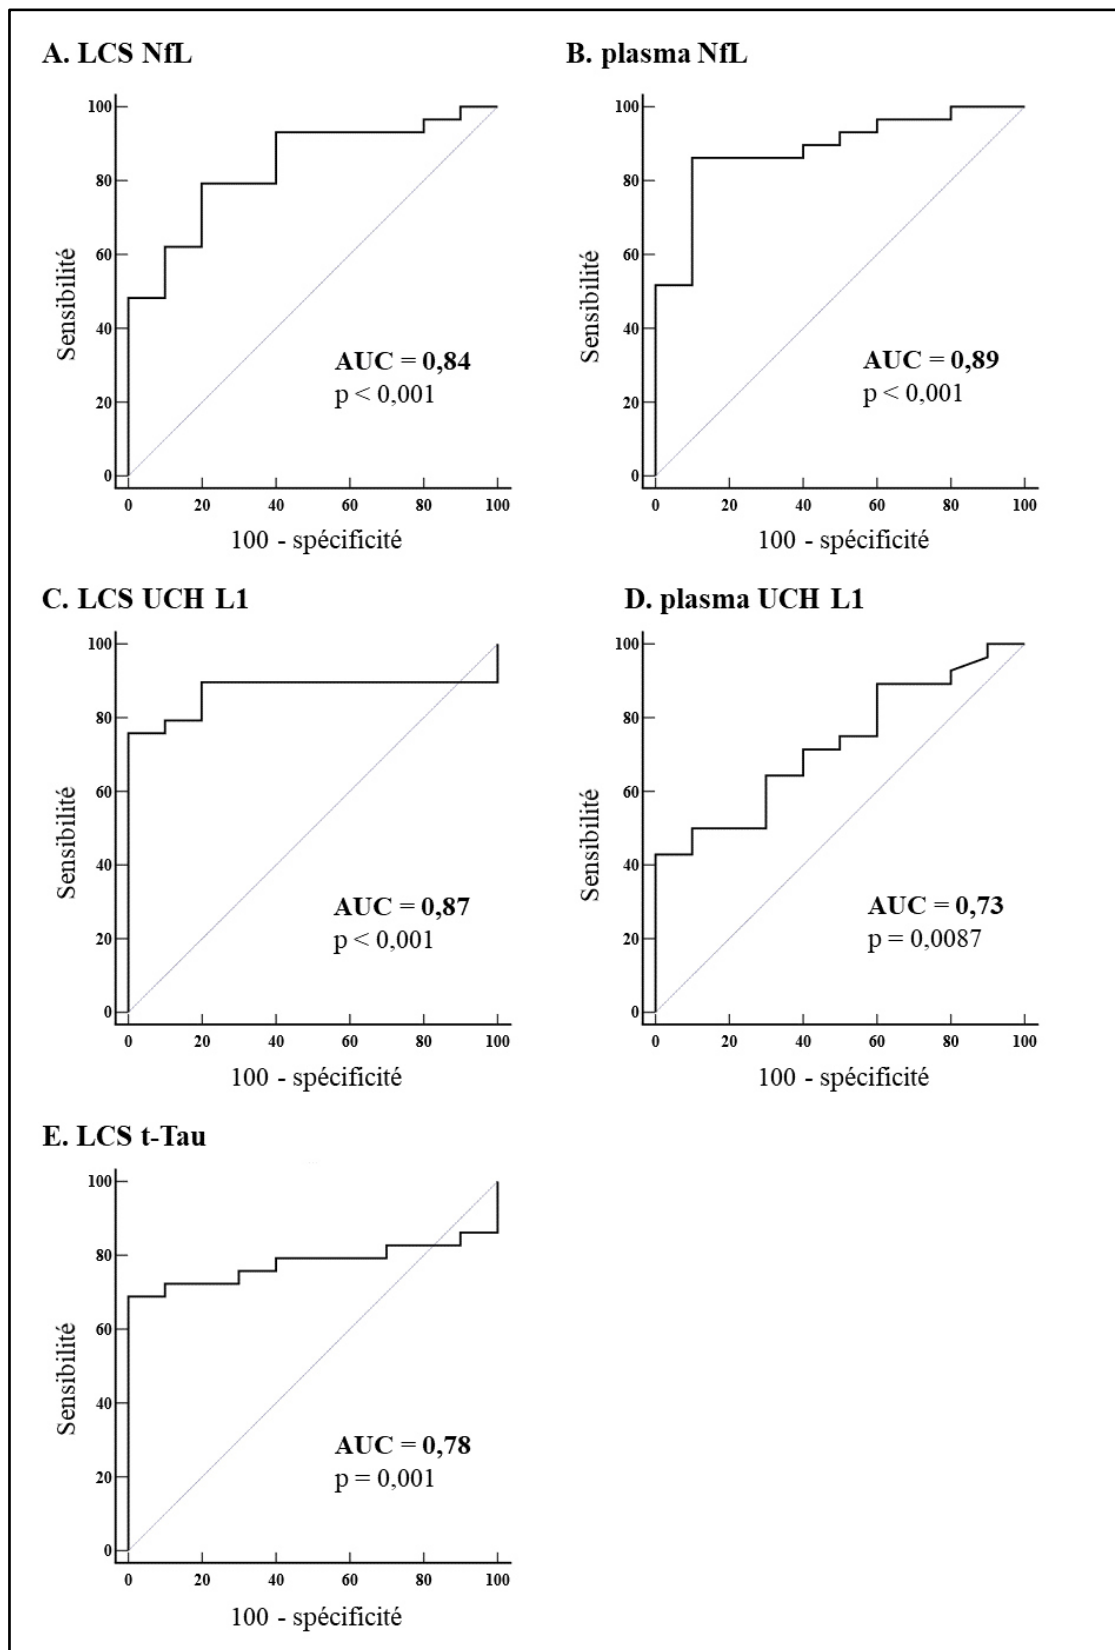 A. LCS NfL
100
80
60
40
20
0
Sensibilité
AUC = 0,84
p < 0,001
0 20 40 60 80 100
100 - spécificité
B. plasma NfL
100
80
60
40
20
0
Sensibilité
AUC = 0,89
p < 0,001
0 20 40 60 80 100
100 - spécificité
C. LCS UCH L1
100
80
60
40
20
0
Sensibilité
AUC = 0,87
p < 0,001
0 20 40 60 80 100
100 - spécificité
D. plasma UCH L1
100
80
60
40
20
0
Sensibilité
AUC = 0,73
p = 0,0087
0 20 40 60 80 100
100 - spécificité
E. LCS t-Tau
100
80
60
40
20
0
Sensibilité
AUC = 0,78
p = 0,001
0 20 40 60 80 100
100 - spécificité